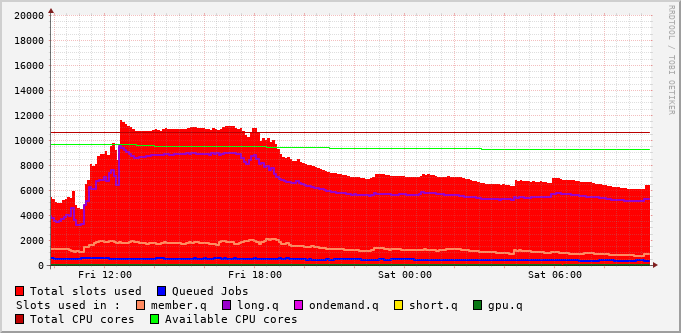 20000
18000
16000
14000
12000
10000
8000
6000
4000
2000
0
Fri 12:00 Fri 18:00 Sat 00:00 Sat 06:00
RRDTOOL / TOBI OETIKER
Total slots used Queued Jobs
Slots used in : member.q long.q ondemand.q short.q gpu.q
Total CPU cores Available CPU cores